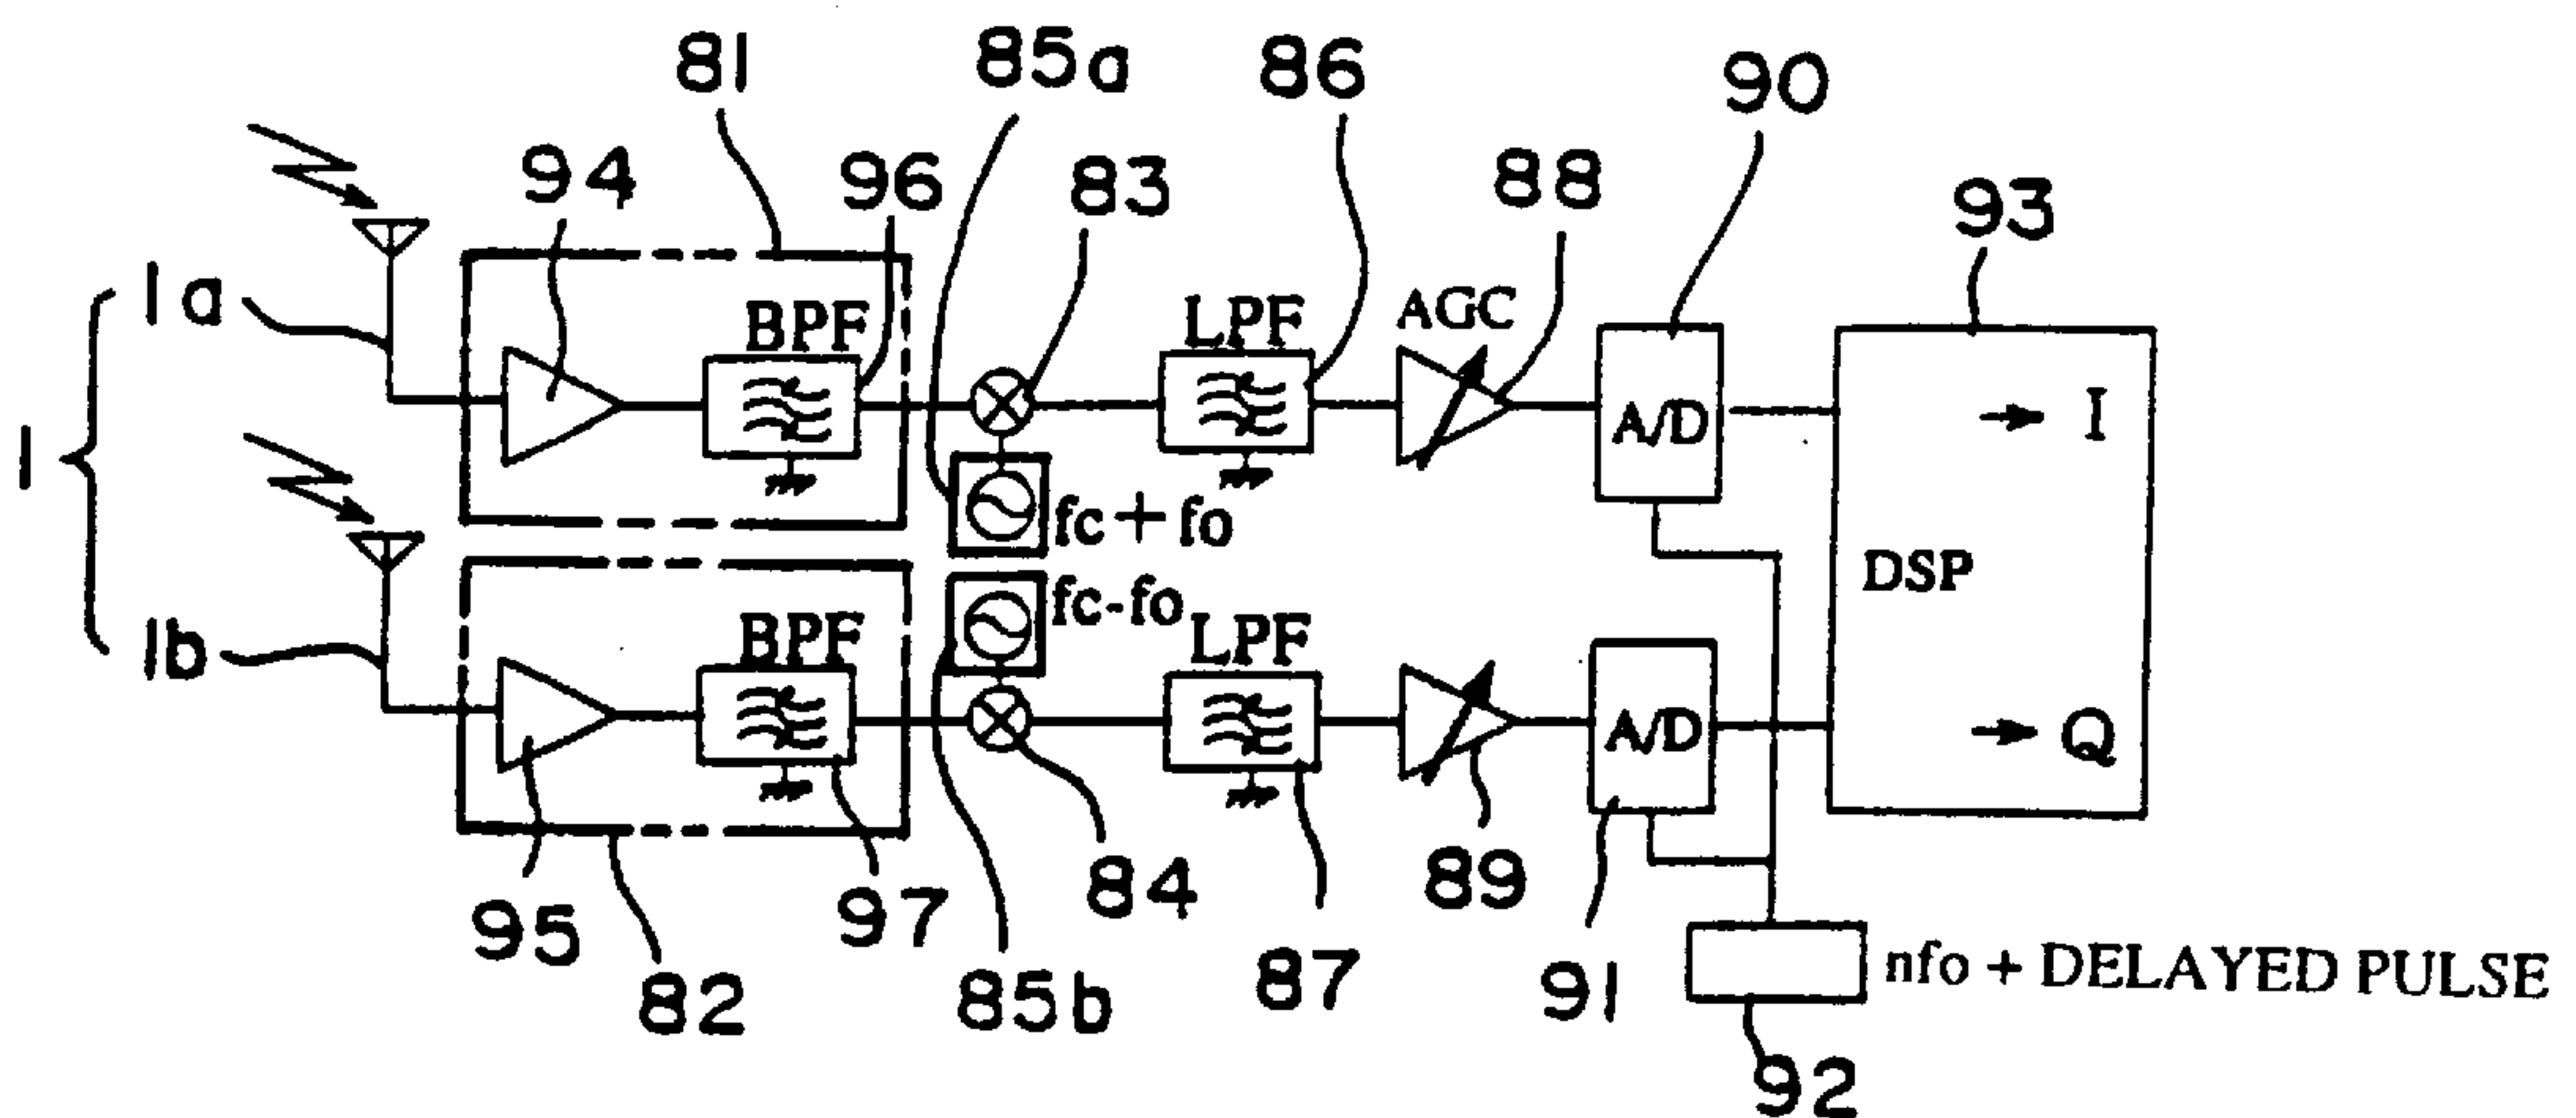 81
85a
86
90
94
96
83
88
93
1a
BPF
LPF
AGC
A/D
I
1
fc+fo
DSP
fc-fo
1b
BPF
LPF
A/D
Q
95
97
84
89
82
85b
87
91
nfo + DELAYED PULSE
92